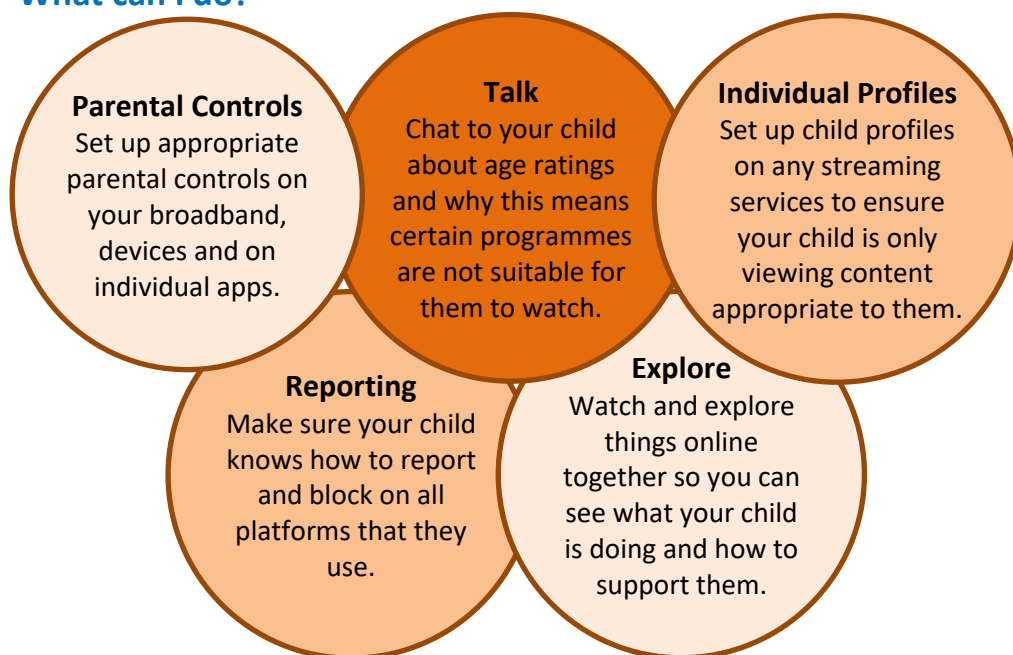 What can I do?
Parental Controls
Set up appropriate
parental controls on
your broadband,
devices and on
individual apps.
Talk
Chat to your child
about age ratings
and why this means
certain programmes
are not suitable for
them to watch.
Individual Profiles
Set up child profiles
on any streaming
services to ensure
your child is only
viewing content
appropriate to them.
Reporting
Make sure your child
knows how to report
and block on all
platforms that they
use.
Explore
Watch and explore
things online
together so you can
see what your child
is doing and how to
support them.